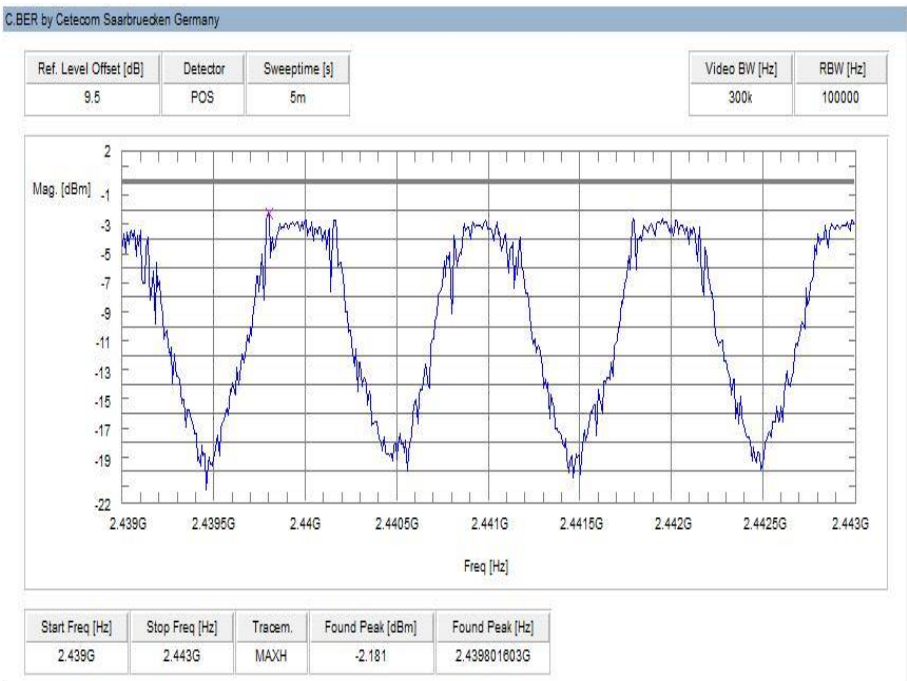 C.BER by Cetecom Saarbruecken Germany
Ref. Level Offset [dB] Detector Sweeptime [s] Video BW [Hz] RBW [Hz]
9.5 POS 5m 300k 100000
Mag. [dBm]
2
-1
-3
-5
-7
-9
-11
-13
-15
-17
-19
-22
2.439G 2.4395G 2.44G 2.4405G 2.441G 2.4415G 2.442G 2.4425G 2.443G
Freq [Hz]
Start Freq [Hz] Stop Freq [Hz] Tracem. Found Peak [dBm] Found Peak [Hz]
2.439G 2.443G MAXH -2.181 2.439801603G